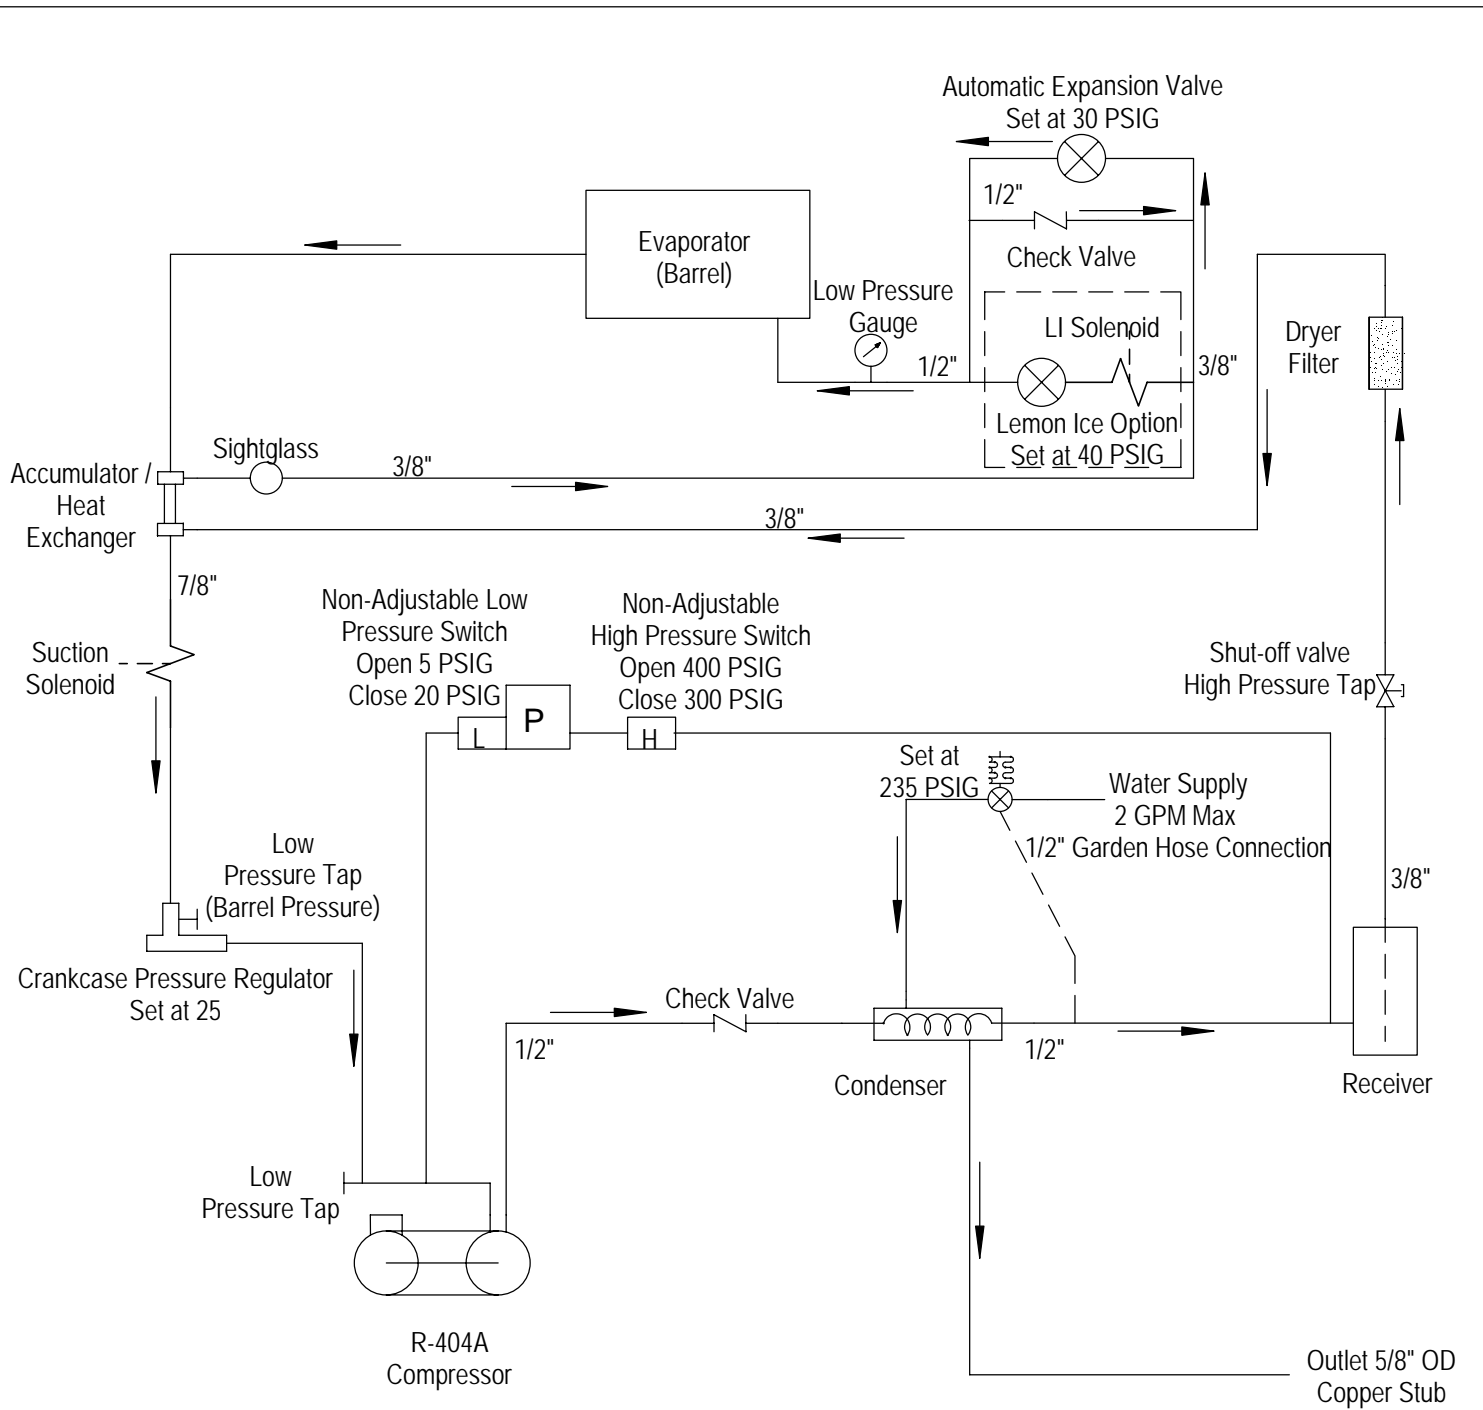 Automatic Expansion Valve
Set at 30 PSIG
1/2"
Check Valve
Evaporator
(Barrel)
Low Pressure
Gauge
1/2"
LI Solenoid
3/8"
Lemon Ice Option
Set at 40 PSIG
Dryer
Filter
Sightglass
3/8"
Accumulator /
Heat
Exchanger
3/8"
7/8"
Suction
Solenoid
Non-Adjustable Low
Pressure Switch
Open 5 PSIG
Close 20 PSIG
L
P
Non-Adjustable
High Pressure Switch
Open 400 PSIG
Close 300 PSIG
H
Shut-off valve
High Pressure Tap
Set at
235 PSIG
Water Supply
2 GPM Max
1/2" Garden Hose Connection
3/8"
Low
Pressure Tap
(Barrel Pressure)
Crankcase Pressure Regulator
Set at 25
Check Valve
1/2"
1/2"
Condenser
Receiver
Low
Pressure Tap
R-404A
Compressor
Outlet 5/8" OD
Copper Stub